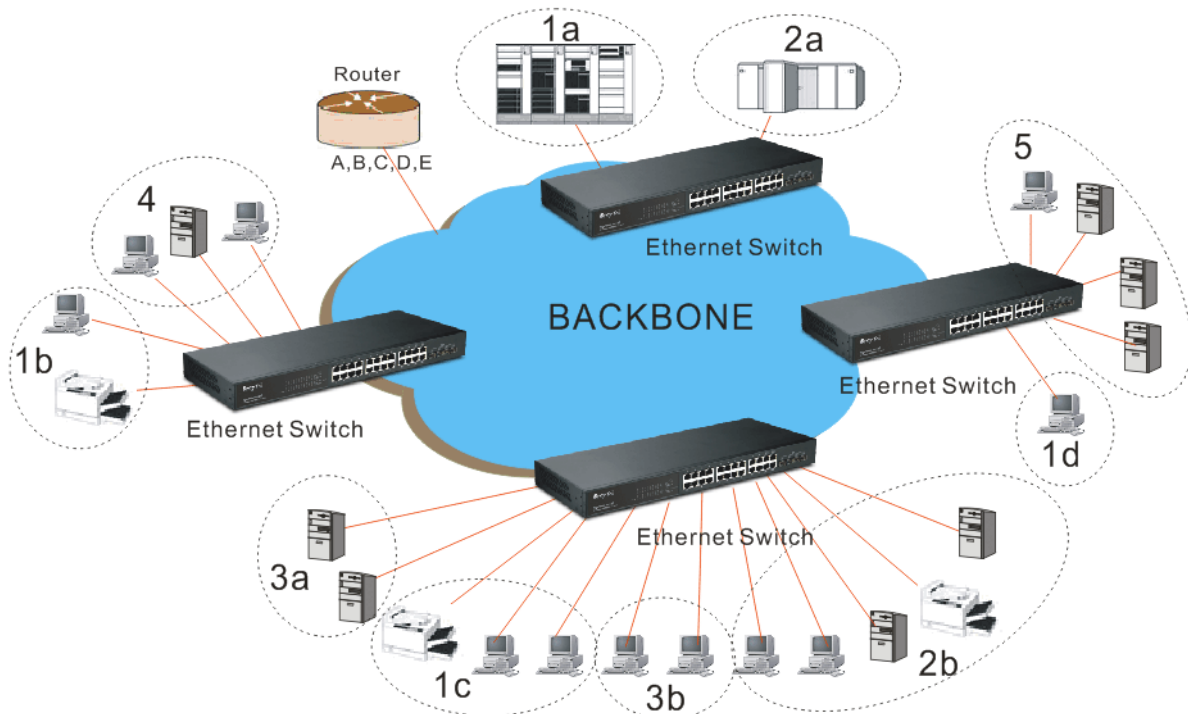 1a
2a
Router
A,B,C,D,E
5
4
Ethernet Switch
BACKBONE
1b
Ethernet Switch
Ethernet Switch
1d
Ethernet Switch
3a
1c
3b
2b